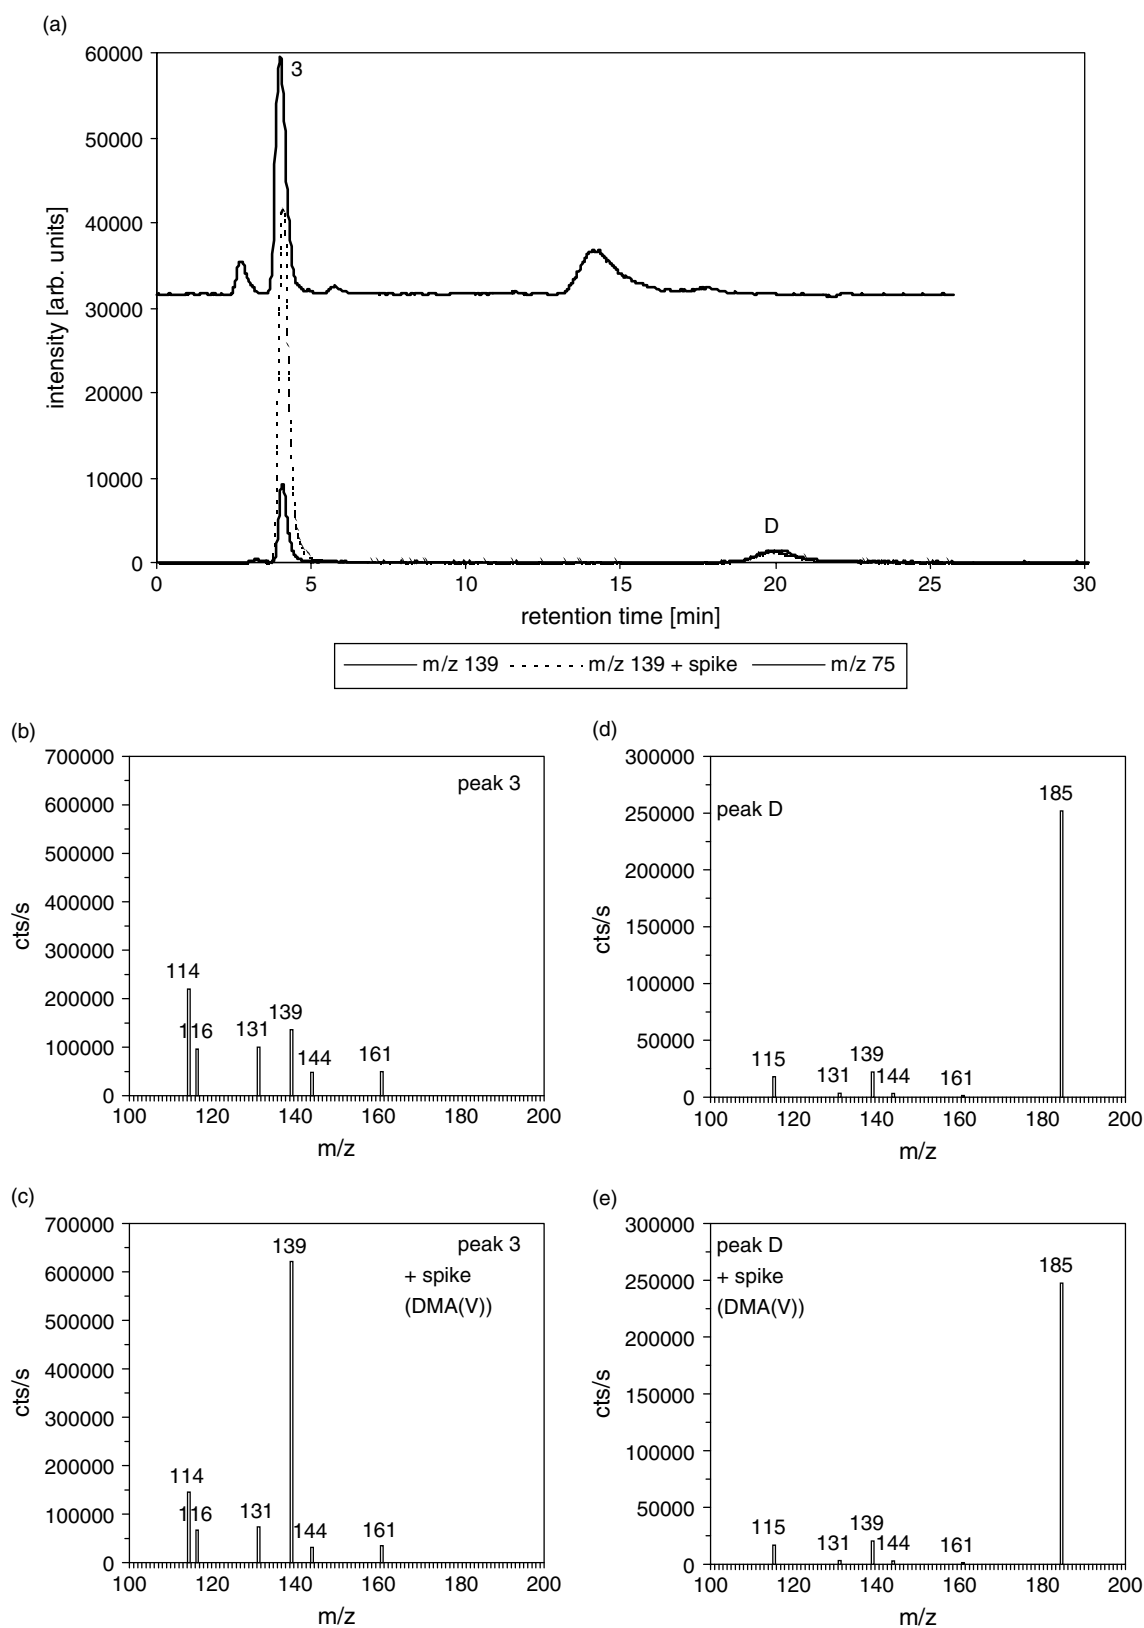 (a)
60000
50000
40000
30000
20000
10000
0
intensity [arb. units]
3
D
0 5 10 15 20 25 30
retention time [min]
m/z 139 m/z 139 + spike m/z 75
(b)
700000
600000
500000
400000
300000
200000
100000
0
cts/s
peak 3
114
116
131
139
144
161
100 120 140 160 180 200
m/z
(d)
300000
250000
200000
150000
100000
50000
0
cts/s
peak D
185
115
131
139
144
161
100 120 140 160 180 200
m/z
(c)
700000
600000
500000
400000
300000
200000
100000
0
cts/s
peak 3
+ spike
(DMA(V))
139
114
116
131
144
161
100 120 140 160 180 200
m/z
(e)
300000
250000
200000
150000
100000
50000
0
cts/s
peak D
+ spike
(DMA(V))
185
115
131
139
144
161
100 120 140 160 180 200
m/z